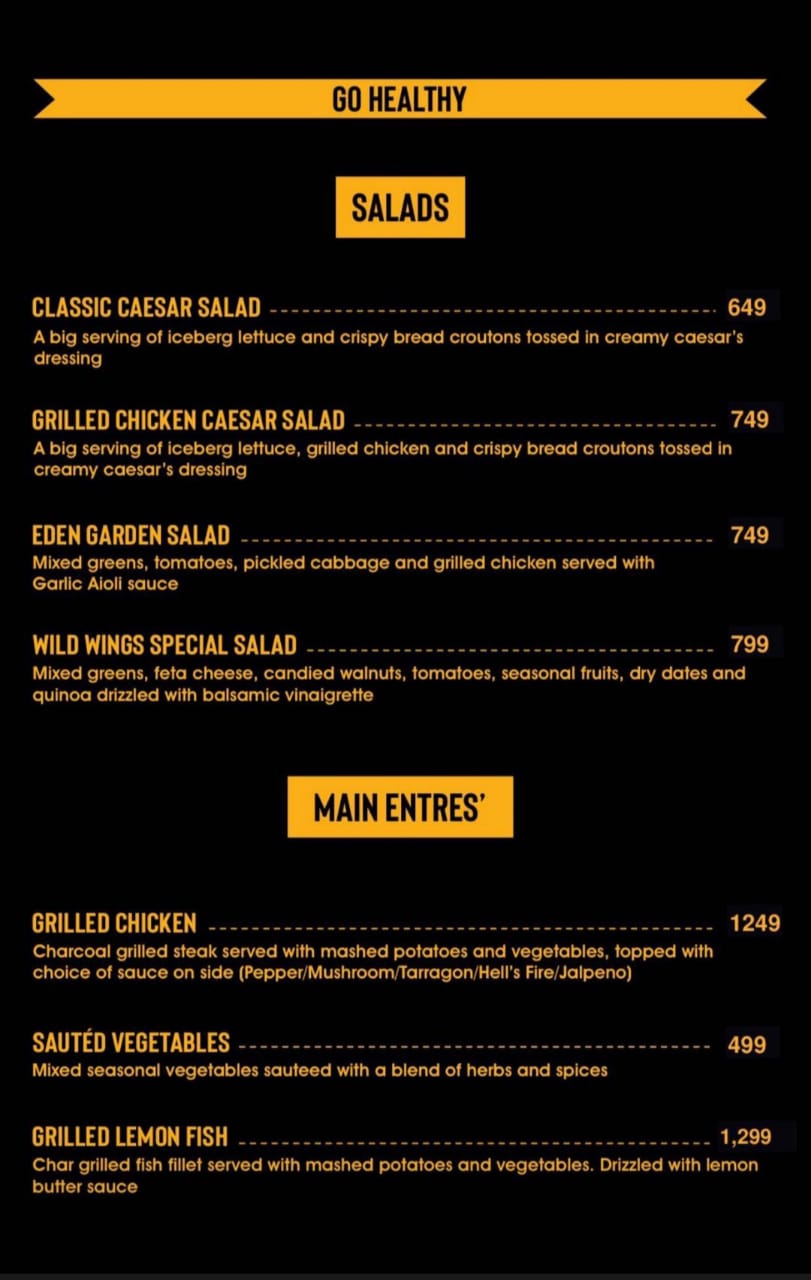 GO HEALTHY
SALADS
CLASSIC CAESAR SALAD ---------------------------------------------- 649
A big serving of iceberg lettuce and crispy bread croutons tossed in creamy caesar's
dressing
GRILLED CHICKEN CAESAR SALAD ---------------------------------- 749
A big serving of iceberg lettuce, grilled chicken and crispy bread croutons tossed in
creamy caesar's dressing
EDEN GARDEN SALAD ------------------------------------------------ 749
Mixed greens, tomatoes, pickled cabbage and grilled chicken served with
Garlic Aioli sauce
WILD WINGS SPECIAL SALAD ---------------------------------------- 799
Mixed greens, feta cheese, candied walnuts, tomatoes, seasonal fruits, dry dates and
quinoa drizzled with balsamic vinaigrette
MAIN ENTRES'
GRILLED CHICKEN ---------------------------------------------------- 1249
Charcoal grilled steak served with mashed potatoes and vegetables, topped with
choice of sauce on side (Pepper/Mushroom/Tarragon/Hell's Fire/Jalpeno)
SAUTÉD VEGETABLES ------------------------------------------------ 499
Mixed seasonal vegetables sauteed with a blend of herbs and spices
GRILLED LEMON FISH ------------------------------------------------ 1,299
Char grilled fish fillet served with mashed potatoes and vegetables. Drizzled with lemon
butter sauce